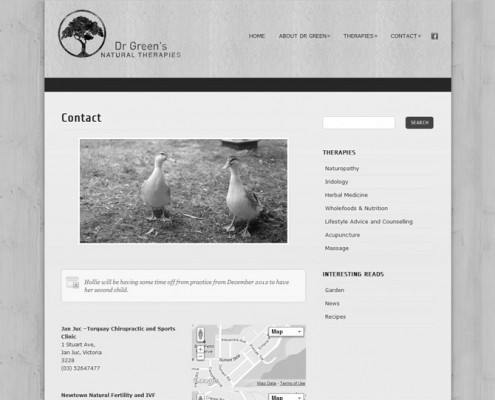 Dr Green's
NATURAL THERAPIES
HOME
ABOUT DR GREEN»
THERAPIES»
CONTACT»
Contact
SEARCH
THERAPIES
Naturopathy
Iridology
Herbal Medicine
Wholefoods & Nutrition
Lifestyle Advice and Counselling
Acupuncture
Massage
INTERESTING READS
Garden
News
Recipes
Hollie will be having some time off from practice from December 2012 to have
her second child.
Jan Juc –Torquay Chiropractic and Sports
Clinic
1 Stuart Ave,
Jan Juc, Victoria
3228
(03) 52647477
Map
Map Data - Terms of Use
Newtown Natural Fertility and IVF
Map